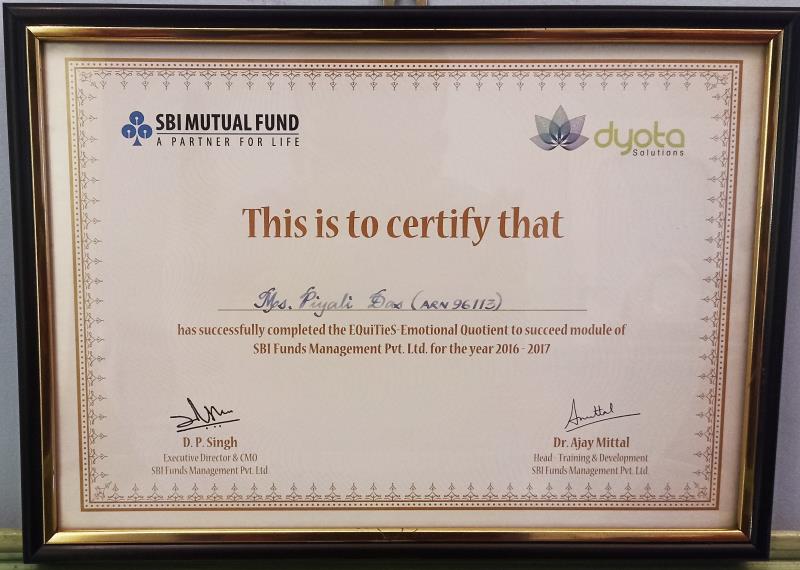 SBI MUTUAL FUND
A PARTNER FOR LIFE
dyota
Solutions
This is to certify that
Mrs. Piyali Das (ARN 96113)
has successfully completed the EQuiTieS-Emotional Quotient to succeed module of
SBI Funds Management Pvt. Ltd. for the year 2016 - 2017
D. P. Singh
Executive Director & CMO
SBI Funds Management Pvt. Ltd
Amittal
Dr. Ajay Mittal
Head - Training & Development
SBI Funds Management Pvt. Ltd.